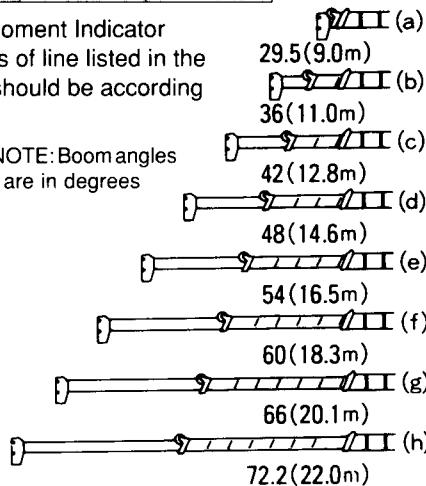 oment Indicator
s of line listed in the
should be according
NOTE: Boom angles
are in degrees
(a)
29.5(9.0m)
(b)
36(11.0m)
(c)
42(12.8m)
(d)
48(14.6m)
(e)
54(16.5m)
(f)
60(18.3m)
(g)
66(20.1m)
(h)
72.2(22.0m)